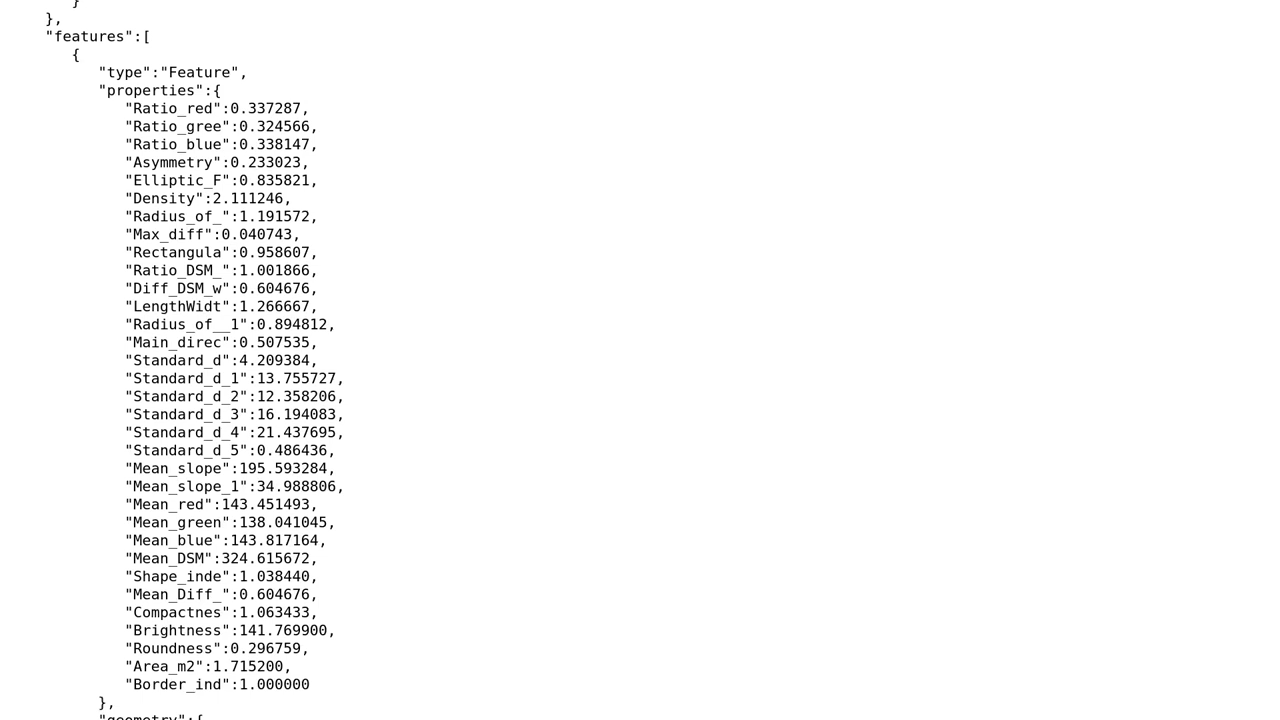 }
},
"features":[
{
"type":"Feature",
"properties":{
"Ratio_red":0.337287,
"Ratio_gree":0.324566,
"Ratio_blue":0.338147,
"Asymmetry":0.233023,
"Elliptic_F":0.835821,
"Density":2.111246,
"Radius_of_":1.191572,
"Max_diff":0.040743,
"Rectangula":0.958607,
"Ratio_DSM_":1.001866,
"Diff_DSM_w":0.604676,
"LengthWidt":1.266667,
"Radius_of__1":0.894812,
"Main_direc":0.507535,
"Standard_d":4.209384,
"Standard_d_1":13.755727,
"Standard_d_2":12.358206,
"Standard_d_3":16.194083,
"Standard_d_4":21.437695,
"Standard_d_5":0.486436,
"Mean_slope":195.593284,
"Mean_slope_1":34.988806,
"Mean_red":143.451493,
"Mean_green":138.041045,
"Mean_blue":143.817164,
"Mean_DSM":324.615672,
"Shape_inde":1.038440,
"Mean_Diff_":0.604676,
"Compactnes":1.063433,
"Brightness":141.769900,
"Roundness":0.296759,
"Area_m2":1.715200,
"Border_ind":1.000000
},
"geometry":{